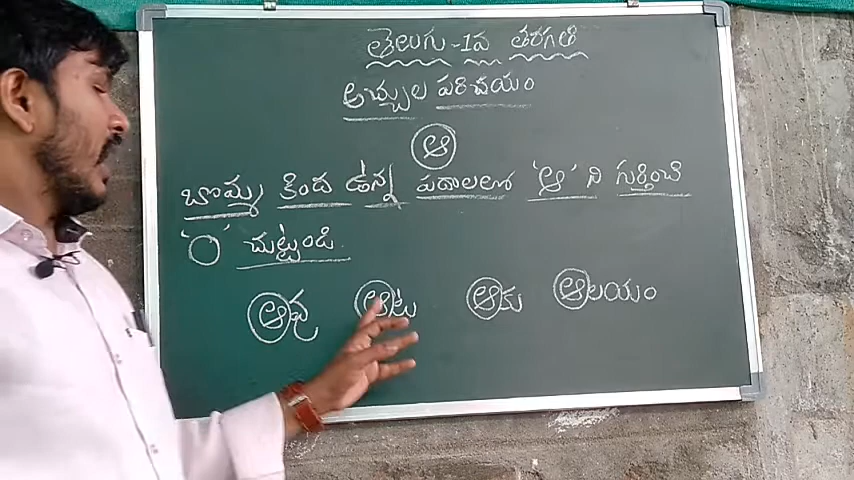 తెలుగు -1వ తరగతి
అచ్చుల పరిచయం
ఆ
బొమ్మ కింద ఉన్న పదాలలో 'ఆ' ని గుర్తించి
'O' చుట్టుండి.
ఆవు ఆటు ఆకు ఆలయం